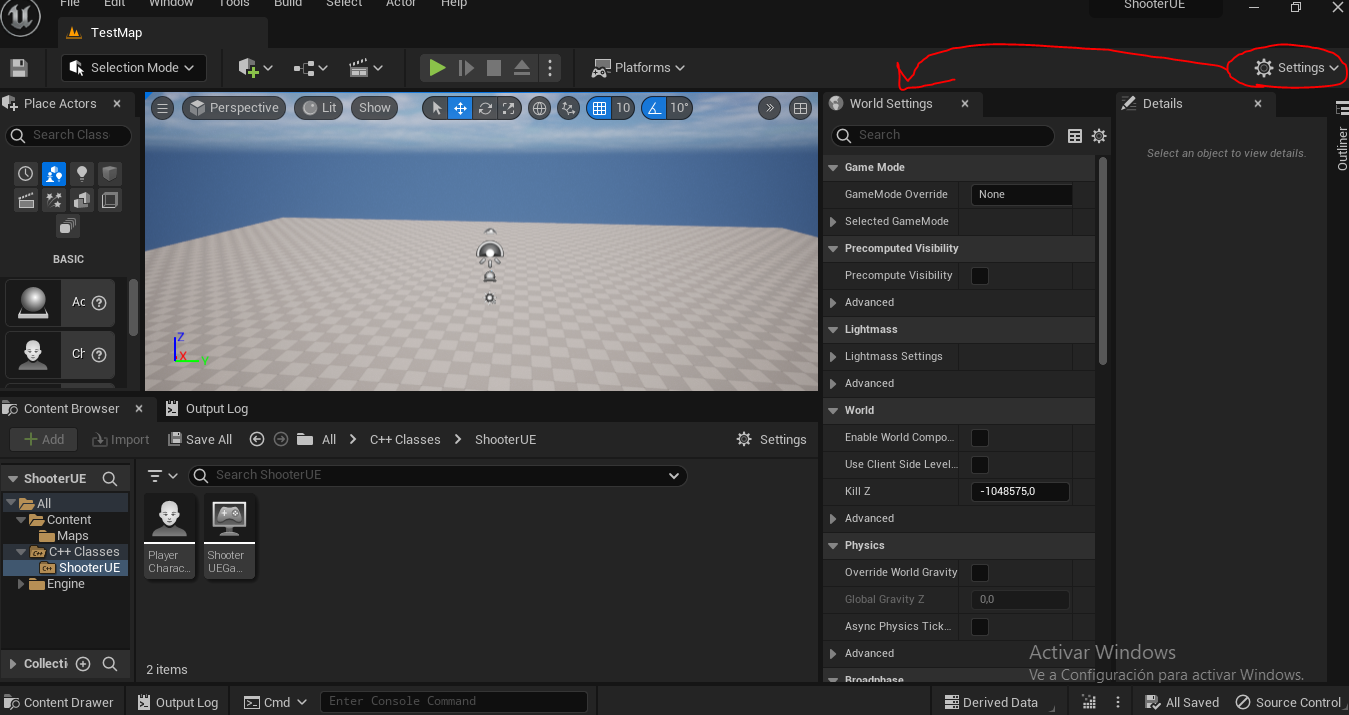 File Edit Window Tools Build Select Actor Help ShooterUE
TestMap
Selection Mode Platforms Settings
Place Actors World Settings Details
Perspective Lit Show 10 10°
Search Class Search
Select an object to view details.
Outliner
Game Mode
GameMode Override None
Selected GameMode
BASIC
Precomputed Visibility
Precompute Visibility
Ac
Advanced
Lightmass
Ch
Lightmass Settings
Z
X
Y
Advanced
Content Browser Output Log
World
Add Import Save All All C++ Classes ShooterUE Settings
Enable World Compo...
Use Client Side Level...
ShooterUE Search ShooterUE
Kill Z -1048575,0
All
Content
Advanced
Maps
Physics
C++ Classes
Player Charac...
Shooter UEGa...
ShooterUE
Override World Gravity
Engine
Global Gravity Z 0,0
Async Physics Tick...
Advanced
Activar Windows
Ve a Configuración para activar Windows.
Collecti 2 items
Broadphase
Content Drawer Output Log Cmd Enter Console Command Derived Data All Saved Source Control